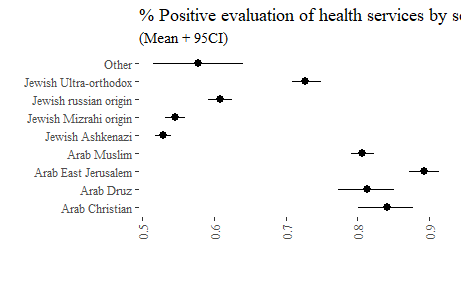 % Positive evaluation of health services by s
(Mean + 95CI)
Other
Jewish Ultra-orthodox
Jewish russian origin
Jewish Mizrahi origin
Jewish Ashkenazi
Arab Muslim
Arab East Jerusalem
Arab Druz
Arab Christian
0.5
0.6
0.7
0.8
0.9